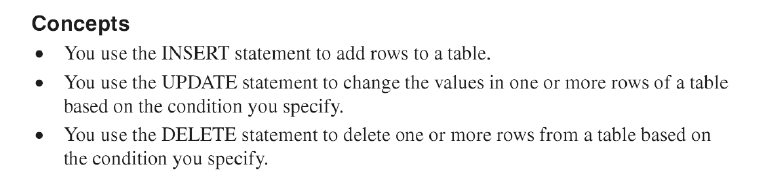 Concepts
• You use the INSERT statement to add rows to a table.
• You use the UPDATE statement to change the values in one or more rows of a table
based on the condition you specify.
• You use the DELETE statement to delete one or more rows from a table based on
the condition you specify.